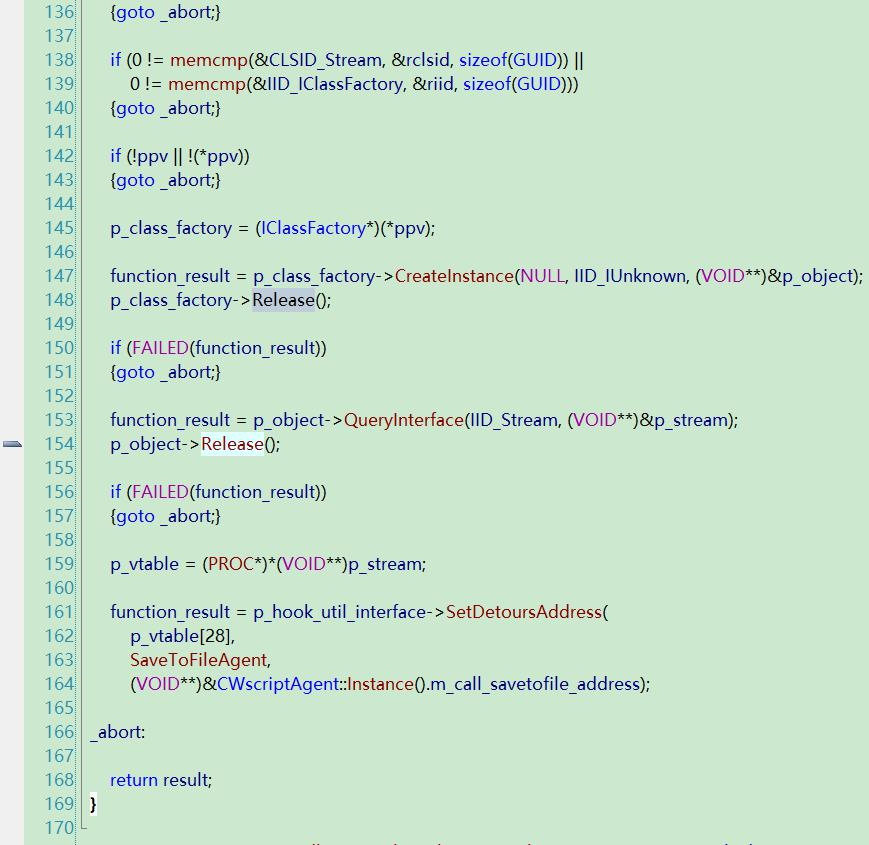 136 {goto _abort;}
137
138 if (0 != memcmp(&CLSID_Stream, &rclsid, sizeof(GUID)) ||
139 0 != memcmp(&IID_IClassFactory, &riid, sizeof(GUID)))
140 {goto _abort;}
141
142 if (!ppv || !(*ppv))
143 {goto _abort;}
144
145 p_class_factory = (IClassFactory*)(*ppv);
146
147 function_result = p_class_factory->CreateInstance(NULL, IID_IUnknown, (VOID**)&p_object);
148 p_class_factory->Release();
149
150 if (FAILED(function_result))
151 {goto _abort;}
152
153 function_result = p_object->QueryInterface(IID_Stream, (VOID**)&p_stream);
154 p_object->Release();
155
156 if (FAILED(function_result))
157 {goto _abort;}
158
159 p_vtable = (PROC*)*(VOID**)p_stream;
160
161 function_result = p_hook_util_interface->SetDetoursAddress(
162 p_vtable[28],
163 SaveToFileAgent,
164 (VOID**)&CWscriptAgent::Instance().m_call_savetofile_address);
165
166 _abort:
167
168 return result;
169 }
170